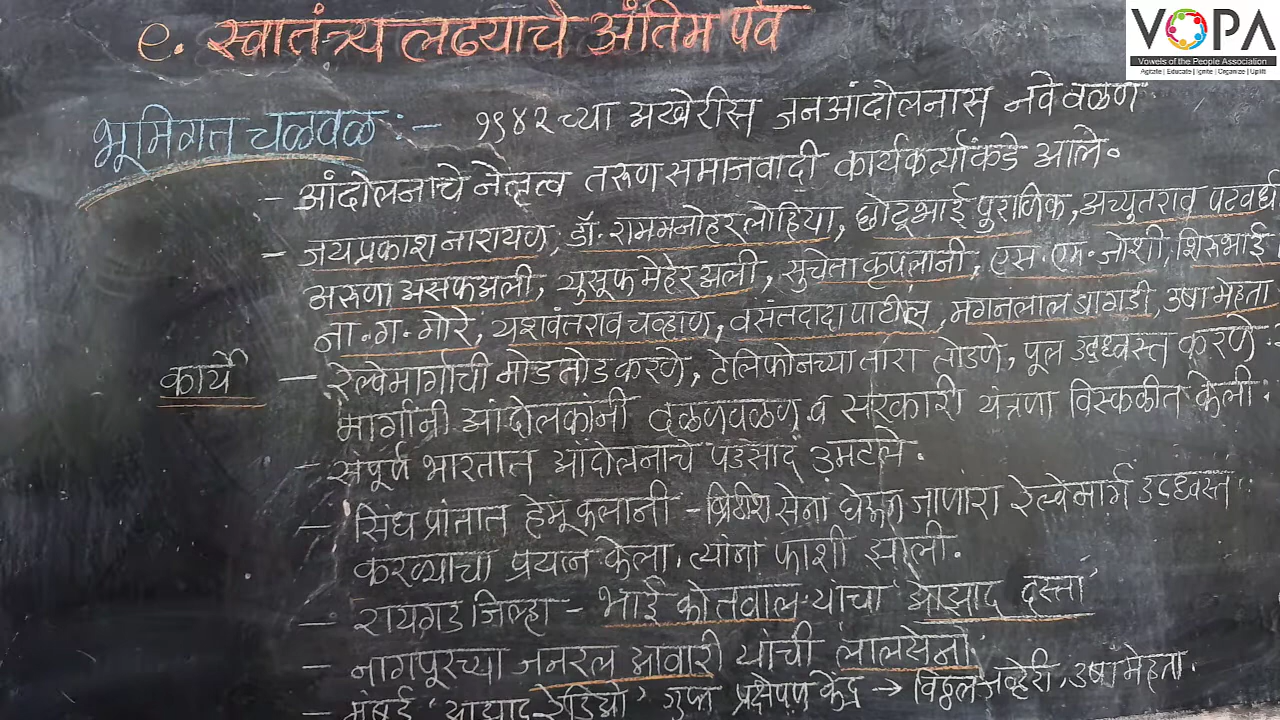 ९. स्वातंत्र्य लढ्याचे अंतिम पर्व
VOPA
Vowels of the People Association
Agitate | Educate | Ignite | Organize | Uplift
भूमिगत चळवळ :- १९४२ च्या अखेरीस जनआंदोलनास नवे वळण
- आंदोलनाचे नेतृत्व तरुण समाजवादी कार्यकर्त्यांकडे आले.
- जयप्रकाश नारायण, डॉ. राममनोहर लोहिया, छोटूभाई पुराणिक, अच्युतराव पटवर्ध
अरुणा असफअली, युसूफ मेहेरअली, सुचेता कृपलानी, एस. एम. जोशी, शिरुभाई
ना. ग. गोरे, यशवंतराव चव्हाण, वसंतदादा पाटील, मगनलाल बागडी, उषा मेहता
कार्ये — रेल्वेमार्गाची मोडतोड करणे, टेलिफोनच्या तारा तोडणे, पूल उद्ध्वस्त करणे
मार्गांनी आंदोलकांनी दळणवळण व सरकारी यंत्रणा विस्कळीत केली.
- संपूर्ण भारतात आंदोलनाचे पडसाद उमटले.
- सिंध प्रांतात हेमू कलानी - ब्रिटीश सेना घेऊन जाणारा रेल्वेमार्ग उद्ध्वस्त
करण्याचा प्रयत्न केला. त्यांना फाशी झाली.
- रायगड जिल्हा - भाई कोतवाल यांचा 'आझाद दस्ता'
- नागपूरच्या जनरल आवारी यांची 'लालसेना'
- मुंबई 'आझाद रेडिओ' गुप्त प्रक्षेपण केंद्र → विठ्ठल जव्हेरी, उषा मेहता.